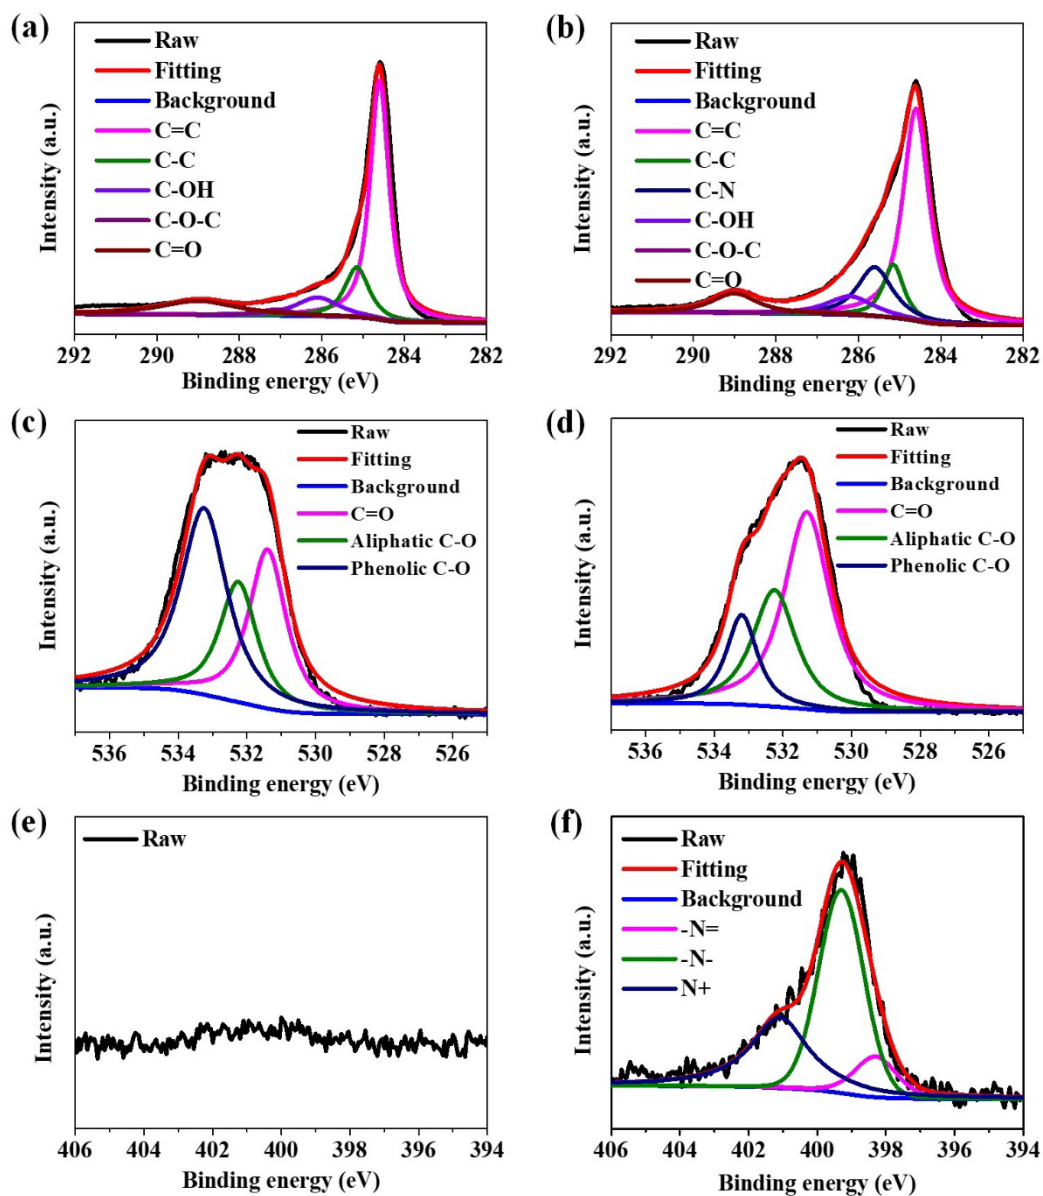 (a)
Raw
Fitting
Background
C=C
C-C
C-OH
C-O-C
C=O
Intensity (a.u.)
292 290 288 286 284 282
Binding energy (eV)
(b)
Raw
Fitting
Background
C=C
C-C
C-N
C-OH
C-O-C
C=O
Intensity (a.u.)
292 290 288 286 284 282
Binding energy (eV)
(c)
Raw
Fitting
Background
C=O
Aliphatic C-O
Phenolic C-O
Intensity (a.u.)
536 534 532 530 528 526
Binding energy (eV)
(d)
Raw
Fitting
Background
C=O
Aliphatic C-O
Phenolic C-O
Intensity (a.u.)
536 534 532 530 528 526
Binding energy (eV)
(e)
Raw
Intensity (a.u.)
406 404 402 400 398 396 394
Binding energy (eV)
(f)
Raw
Fitting
Background
-N=
-N-
N+
Intensity (a.u.)
406 404 402 400 398 396 394
Binding energy (eV)